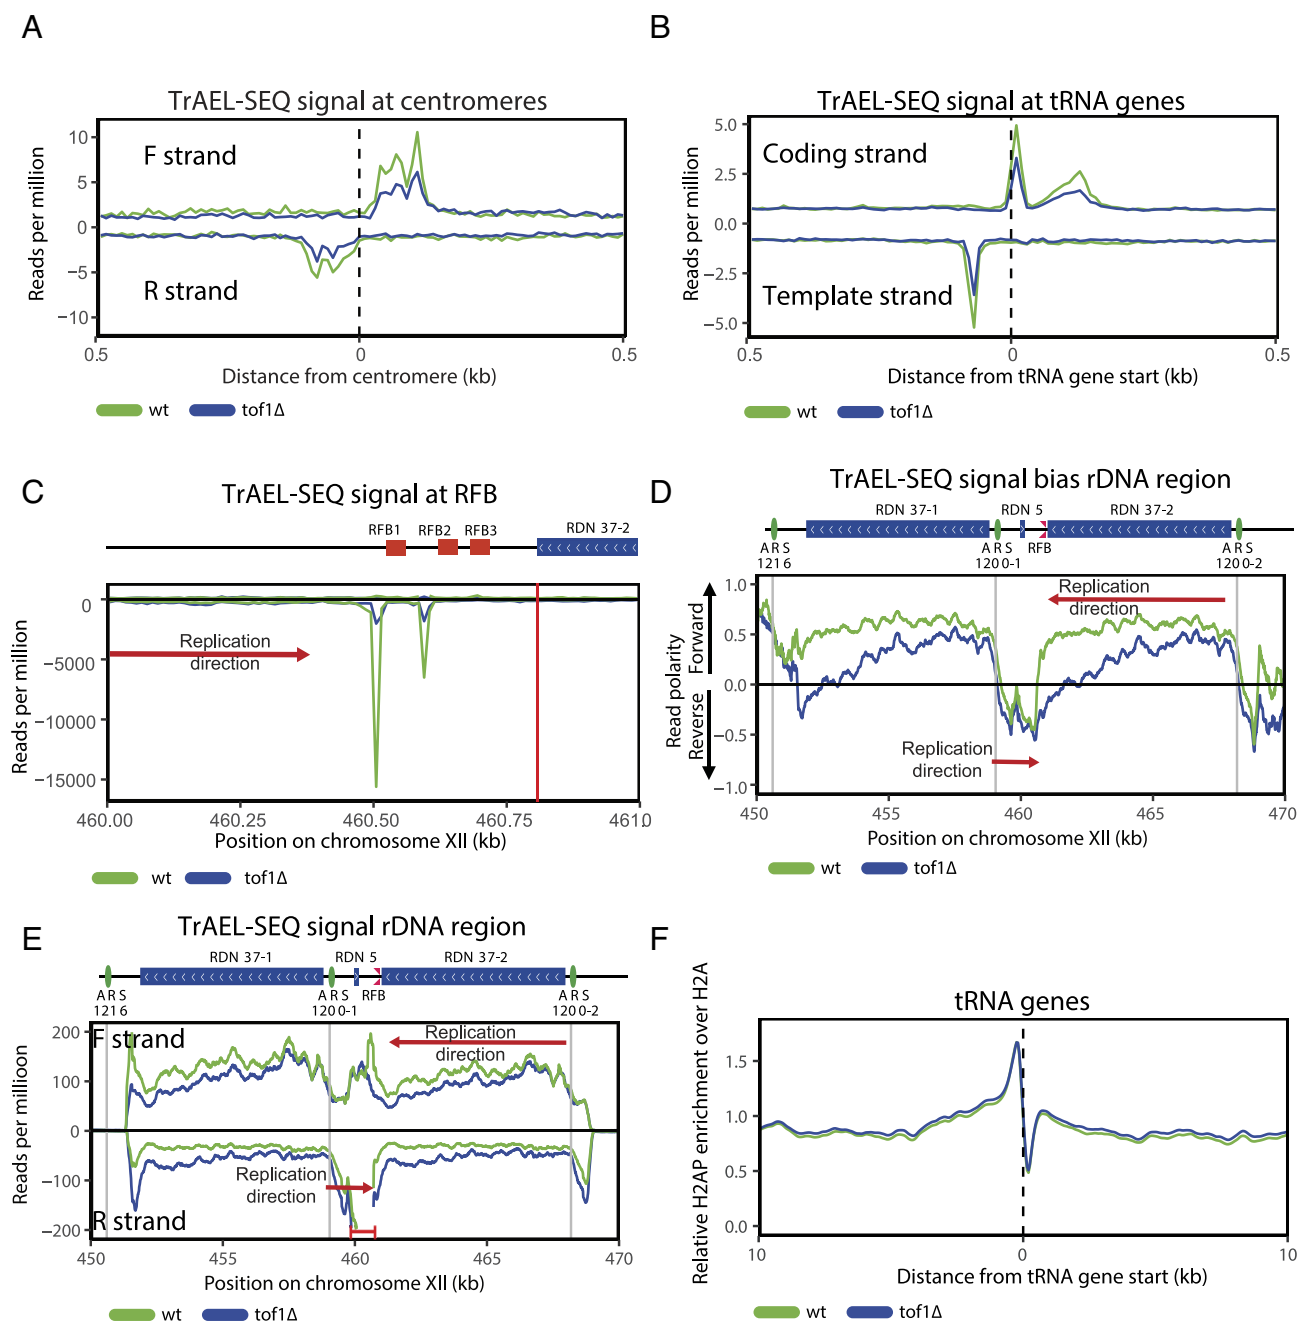 A
TrAEL-SEQ signal at centromeres
Reads per million
10
5
0
−5
−10
F strand
R strand
0.5
0
0.5
Distance from centromere (kb)
wt
tof1Δ
B
TrAEL-SEQ signal at tRNA genes
Reads per million
5.0
2.5
0.0
−2.5
−5.0
Coding strand
Template strand
0.5
0
0.5
Distance from tRNA gene start (kb)
wt
tof1Δ
C
TrAEL-SEQ signal at RFB
RFB1
RFB2
RFB3
RDN 37-2
Reads per million
0
−5000
−10000
−15000
Replication
direction
460.00
460.25
460.50
460.75
461.0
Position on chromosome XII (kb)
wt
tof1Δ
D
TrAEL-SEQ signal bias rDNA region
RDN 37-1
RDN 5
RDN 37-2
ARS
1216
ARS
1200-1
RFB
ARS
1200-2
Read polarity
Reverse
Forward
1.0
0.5
0.0
−0.5
−1.0
Replication
direction
Replication
direction
450
455
460
465
470
Position on chromosome XII (kb)
wt
tof1Δ
E
TrAEL-SEQ signal rDNA region
RDN 37-1
RDN 5
RDN 37-2
ARS
1216
ARS
1200-1
RFB
ARS
1200-2
Reads per millioon
200
100
0
−100
−200
F strand
R strand
Replication
direction
Replication
direction
450
455
460
465
470
Position on chromosome XII (kb)
wt
tof1Δ
F
tRNA genes
Relative H2AP enrichment over H2A
1.5
1.0
0.5
0.0
10
0
10
Distance from tRNA gene start (kb)
wt
tof1Δ